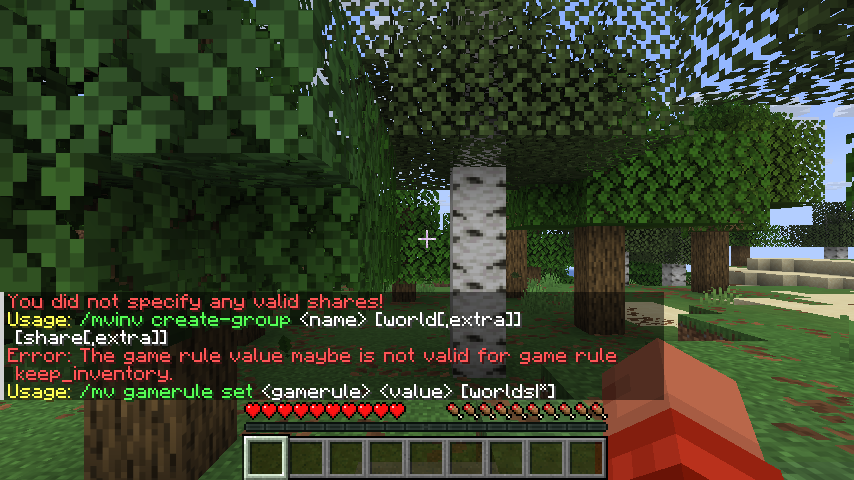 You did not specify any valid shares!
Usage: /mvinv create-group <name> [world[,extra]]
[share[,extra]]
Error: The game rule value maybe is not valid for game rule
keep_inventory.
Usage: /mv gamerule set <gamerule> <value> [worlds|*]